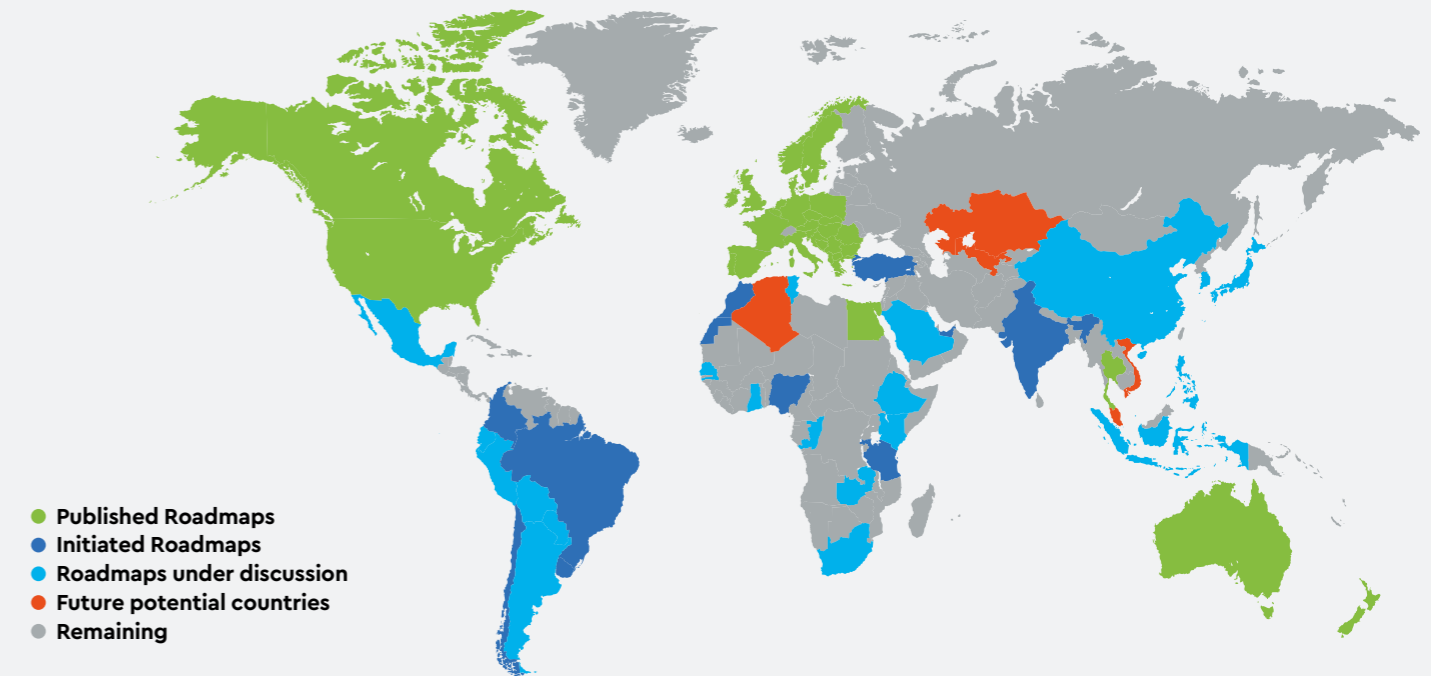 Published Roadmaps
Initiated Roadmaps
Roadmaps under discussion
Future potential countries
Remaining